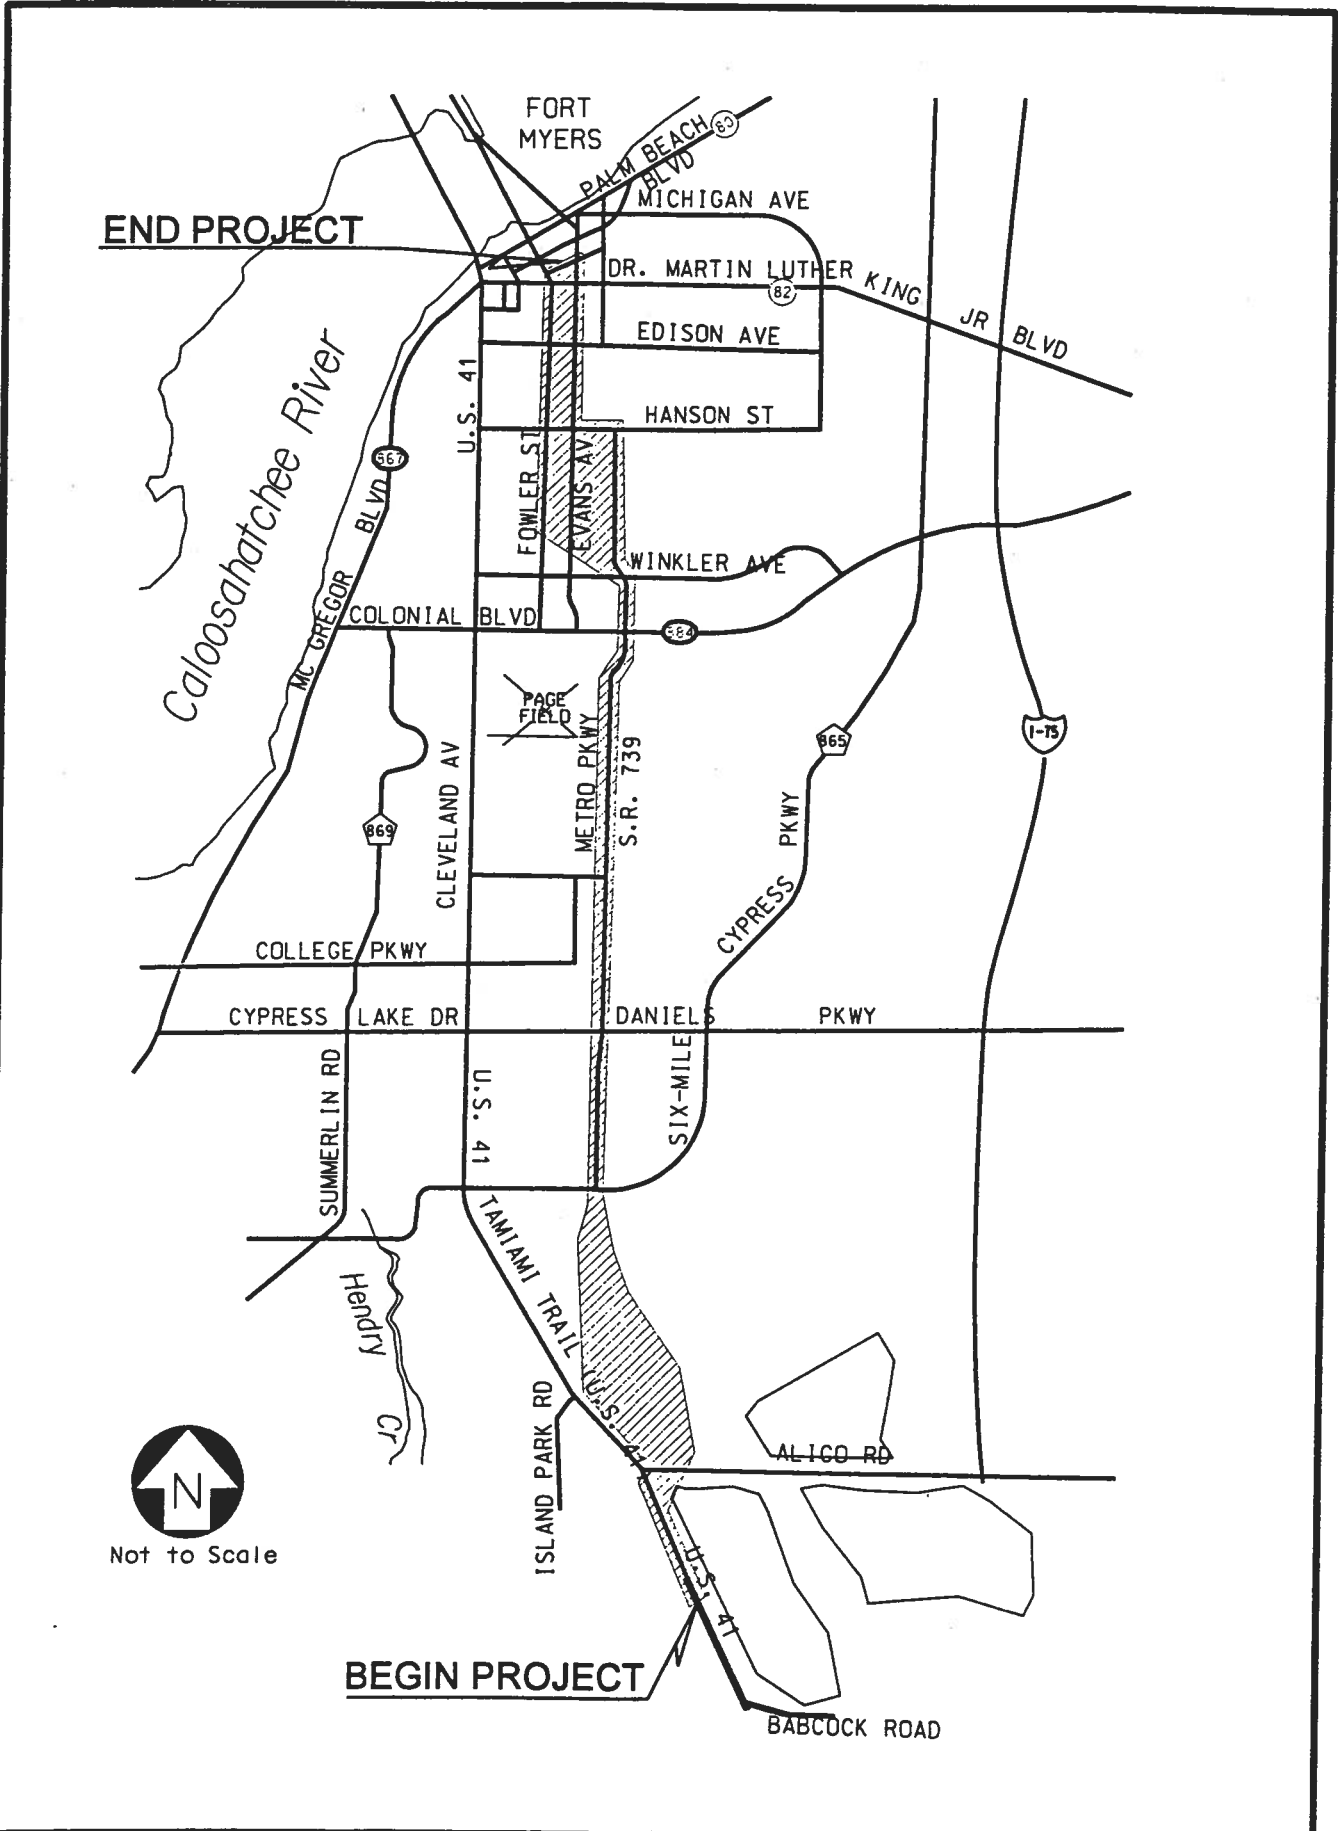 FORT
MYERS
PALM BEACH
BLVD
80
MICHIGAN AVE
END PROJECT
DR. MARTIN LUTHER
KING
JR BLVD
82
EDISON AVE
U.S. 41
HANSON ST
Caloosahatchee River
867
FOWLER ST
EVANS AV
MC GREGOR
BLVD
WINKLER AVE
COLONIAL BLVD
884
PAGE
FIELD
METRO PKWY
S.R. 739
865
I-75
CLEVELAND AV
869
CYPRESS
PKWY
COLLEGE PKWY
CYPRESS LAKE DR
DANIELS PKWY
SUMMERLIN RD
U.S. 41
SIX-MILE
TAMIAMI TRAIL
Hendry
Cr
(U.S. 41)
ISLAND PARK RD
ALICO RD
N
Not to Scale
U.S. 41
BEGIN PROJECT
BABCOCK ROAD